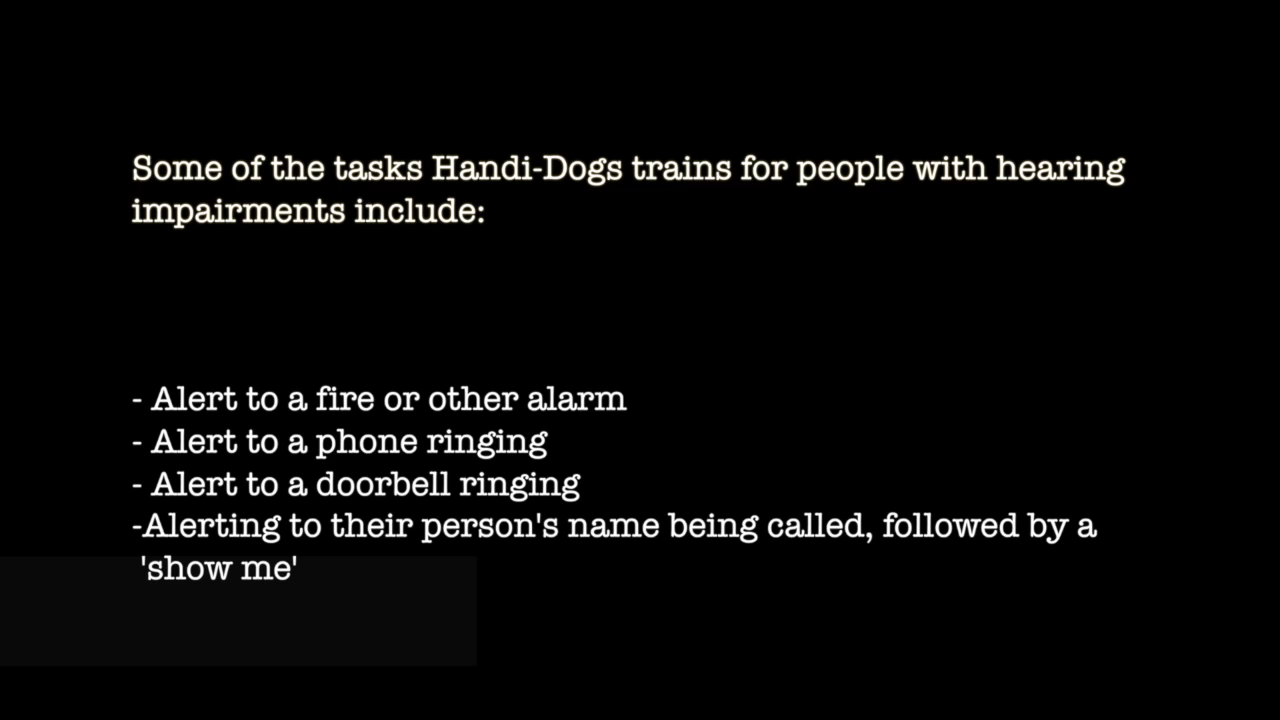 Some of the tasks Handi-Dogs trains for people with hearing
impairments include:
- Alert to a fire or other alarm
- Alert to a phone ringing
- Alert to a doorbell ringing
-Alerting to their person's name being called, followed by a
'show me'